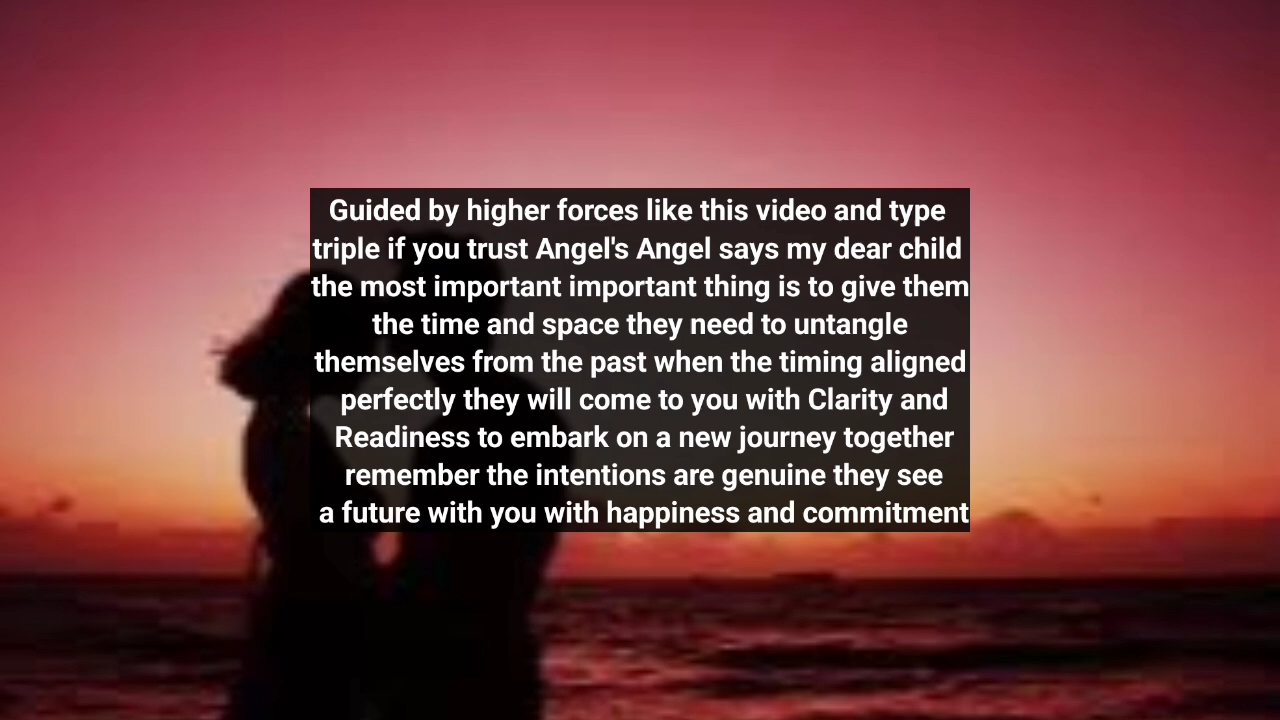 Guided by higher forces like this video and type
triple if you trust Angel's Angel says my dear child
the most important important thing is to give them
the time and space they need to untangle
themselves from the past when the timing aligned
perfectly they will come to you with Clarity and
Readiness to embark on a new journey together
remember the intentions are genuine they see
a future with you with happiness and commitment